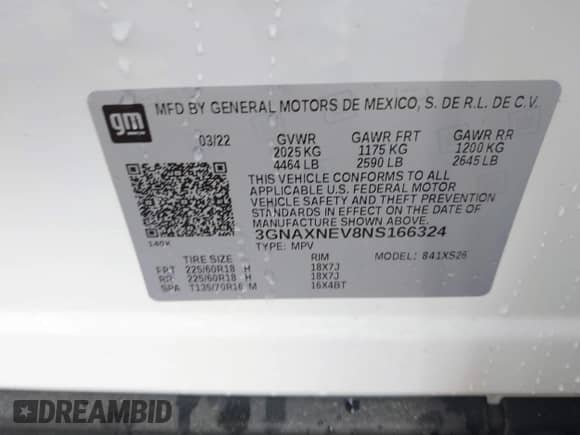 gm
MFD BY GENERAL MOTORS DE MEXICO, S. DE R.L. DE C.V.
03/22 GVWR GAWR FRT GAWR RR
2025 KG 1175 KG 1200 KG
4464 LB 2590 LB 2645 LB
THIS VEHICLE CONFORMS TO ALL
APPLICABLE U.S. FEDERAL MOTOR
VEHICLE SAFETY AND THEFT PREVENTION
STANDARDS IN EFFECT ON THE DATE OF
MANUFACTURE SHOWN ABOVE.
3GNAXNEV8NS166324
TYPE: MPV MODEL: 841XS26
TIRE SIZE RIM
FRT 225/60R18 H 18X7J
RR 225/60R18 H 18X7J
SPA T135/70R16 M 16X4BT
DREAMBID